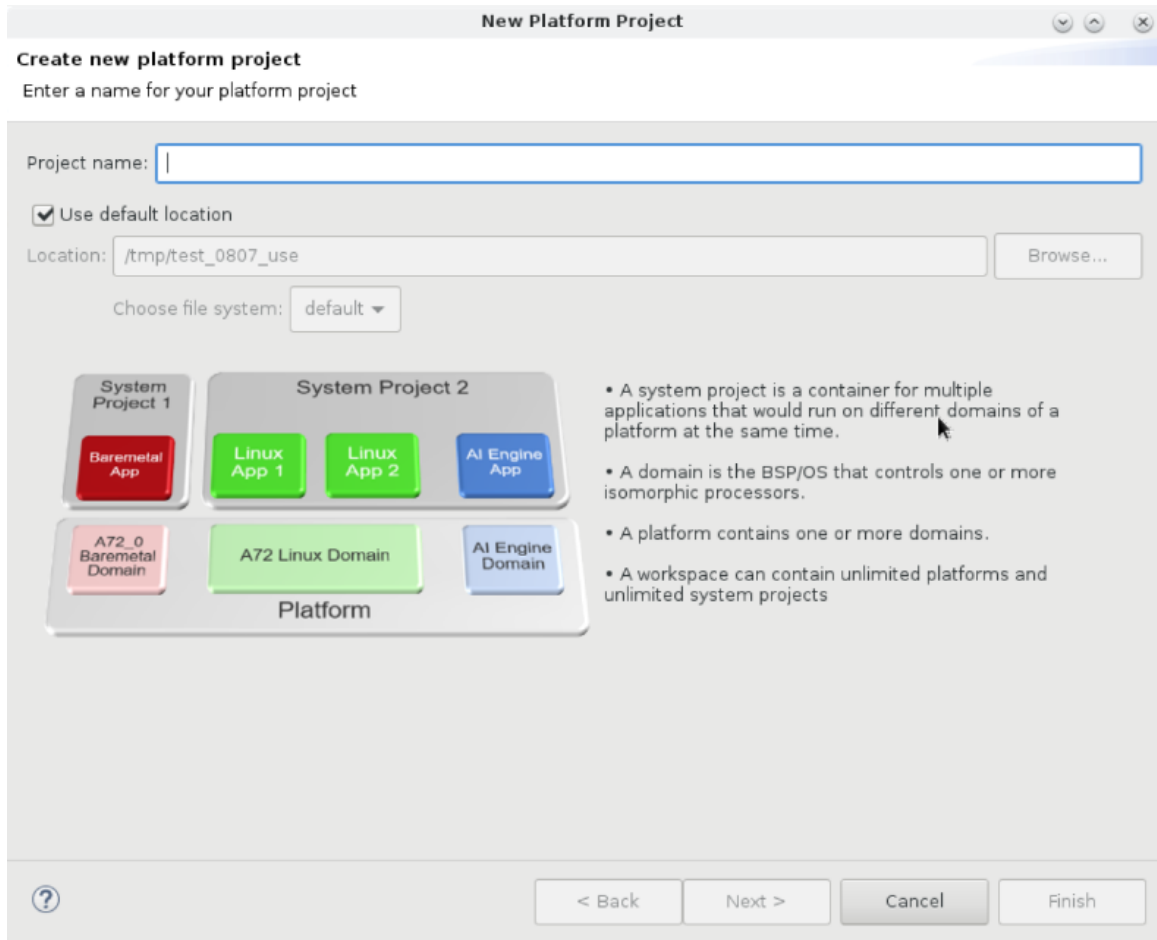 New Platform Project
Create new platform project
Enter a name for your platform project
Project name:
Use default location
Location: /tmp/test_0807_use Browse...
Choose file system: default
System
Project 1
System Project 2
Baremetal
App
Linux
App 1
Linux
App 2
AI Engine
App
A72_0
Baremetal
Domain
A72 Linux Domain
AI Engine
Domain
Platform
• A system project is a container for multiple
applications that would run on different domains of a
platform at the same time.
• A domain is the BSP/OS that controls one or more
isomorphic processors.
• A platform contains one or more domains.
• A workspace can contain unlimited platforms and
unlimited system projects
? < Back Next > Cancel Finish